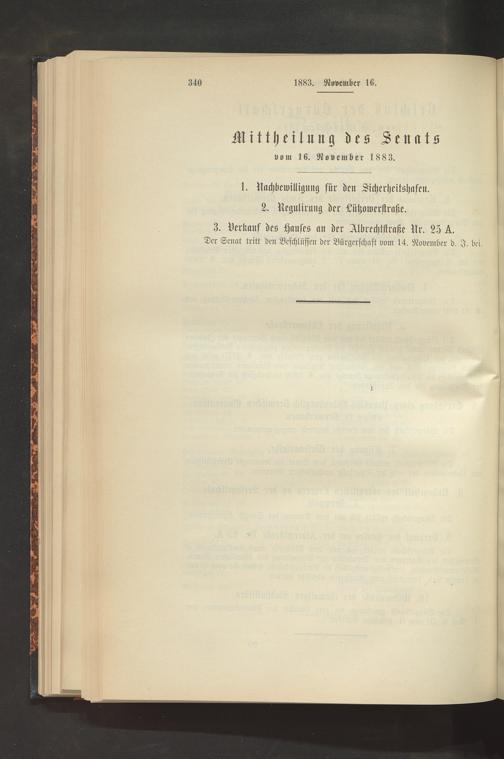 340
1883. November 16.
Mittheilung des Senats
vom 16. November 1883.
1. Nachbewilligung für den Sicherheitshafen.
2. Regulirung der Lützowerstraße.
3. Verkauf des Hauses an der Albrechtstraße Nr. 25 A.
Der Senat tritt den Beschlüssen der Bürgerschaft vom 14. November d. J. bei.